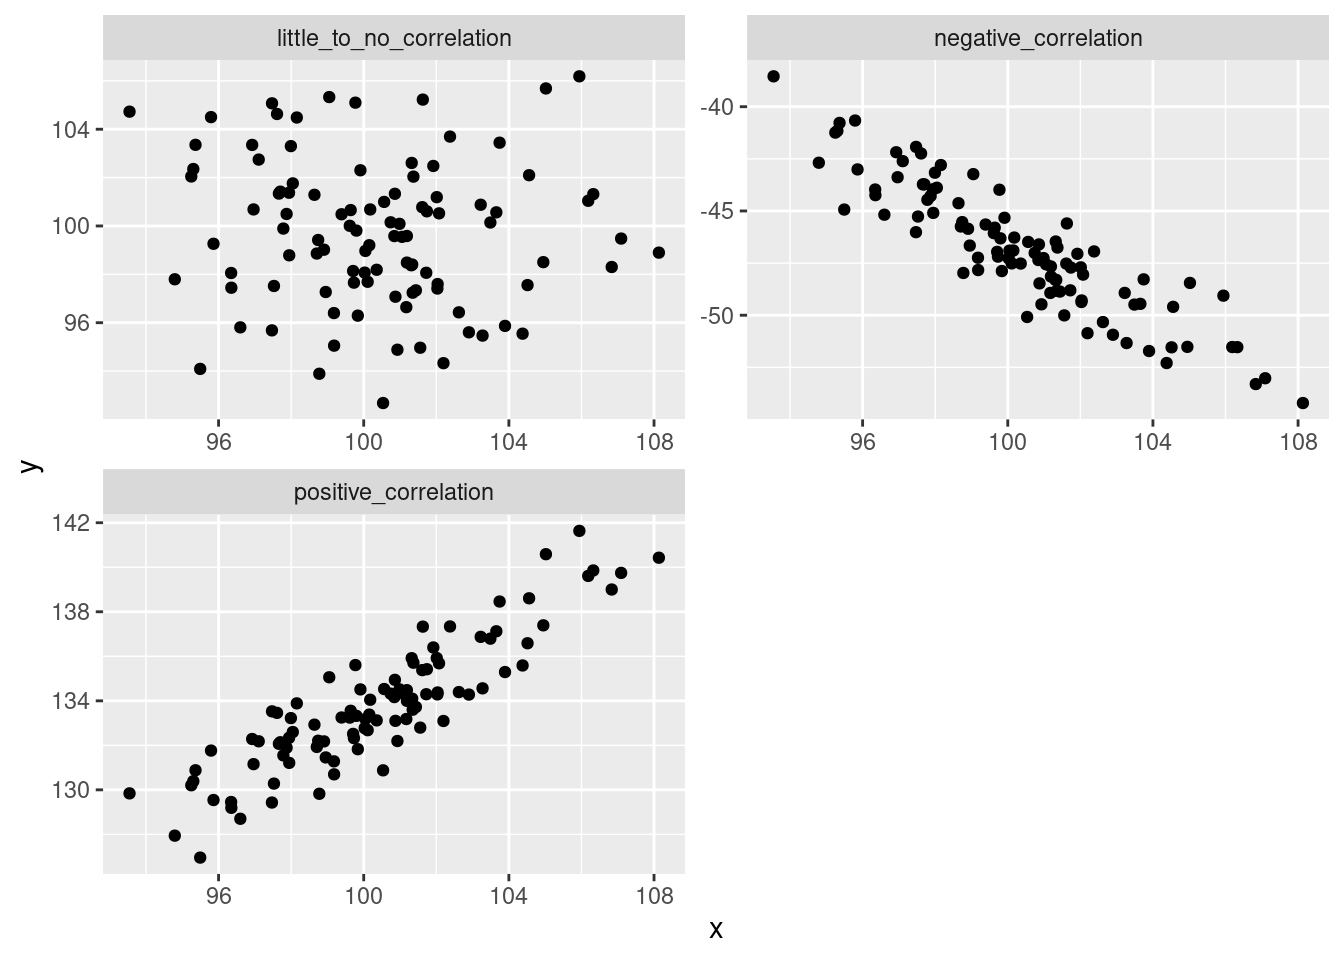 little_to_no_correlation
negative_correlation
104
100
96
-40
-45
-50
96 100 104 108
96 100 104 108
positive_correlation
142
138
134
130
96 100 104 108
y
x